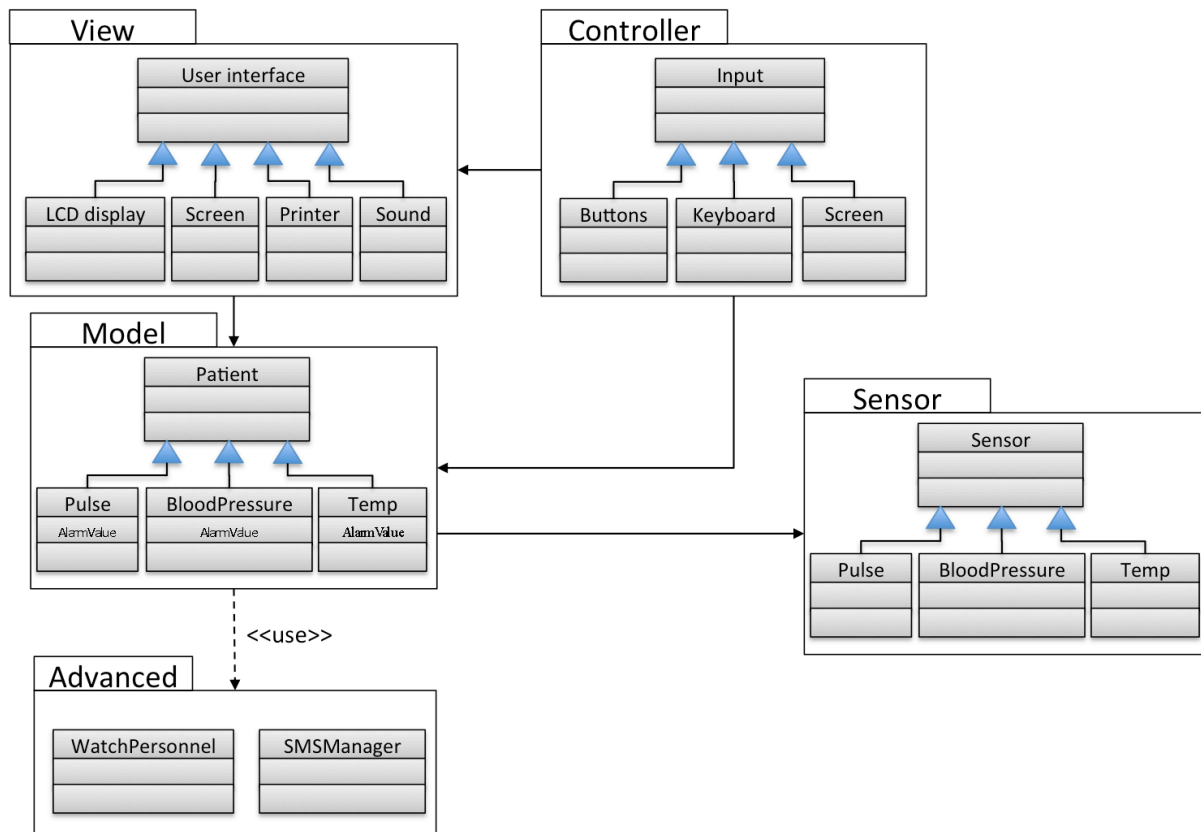 View
User interface
LCD display
Screen
Printer
Sound
Controller
Input
Buttons
Keyboard
Screen
Model
Patient
Pulse
AlarmValue
BloodPressure
AlarmValue
Temp
AlarmValue
Sensor
Sensor
Pulse
BloodPressure
Temp
<<use>>
Advanced
WatchPersonnel
SMSManager